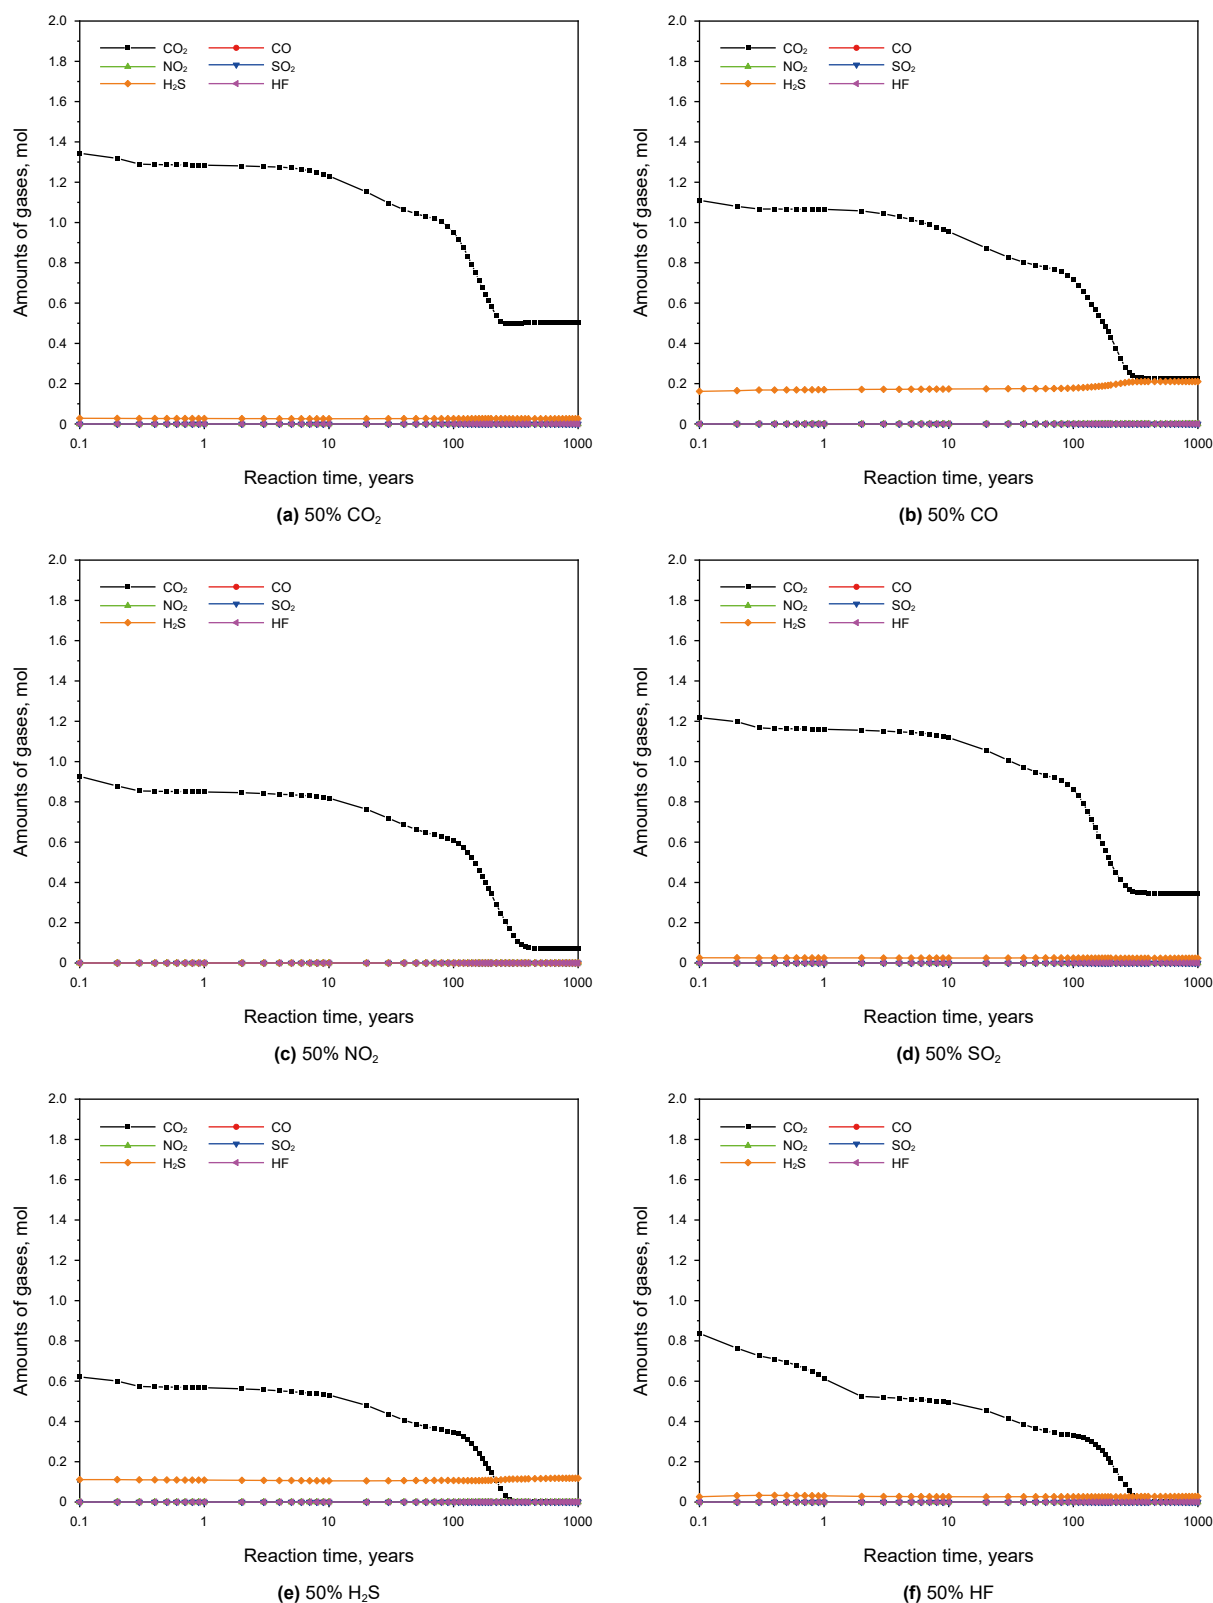 2.0
1.8
1.6
1.4
1.2
1.0
0.8
0.6
0.4
0.2
0
Amounts of gases, mol
CO₂ CO
NO₂ SO₂
H₂S HF
0.1 1 10 100 1000
Reaction time, years
(a) 50% CO₂
2.0
1.8
1.6
1.4
1.2
1.0
0.8
0.6
0.4
0.2
0
Amounts of gases, mol
CO₂ CO
NO₂ SO₂
H₂S HF
0.1 1 10 100 1000
Reaction time, years
(b) 50% CO
2.0
1.8
1.6
1.4
1.2
1.0
0.8
0.6
0.4
0.2
0
Amounts of gases, mol
CO₂ CO
NO₂ SO₂
H₂S HF
0.1 1 10 100 1000
Reaction time, years
(c) 50% NO₂
2.0
1.8
1.6
1.4
1.2
1.0
0.8
0.6
0.4
0.2
0
Amounts of gases, mol
CO₂ CO
NO₂ SO₂
H₂S HF
0.1 1 10 100 1000
Reaction time, years
(d) 50% SO₂
2.0
1.8
1.6
1.4
1.2
1.0
0.8
0.6
0.4
0.2
0
Amounts of gases, mol
CO₂ CO
NO₂ SO₂
H₂S HF
0.1 1 10 100 1000
Reaction time, years
(e) 50% H₂S
2.0
1.8
1.6
1.4
1.2
1.0
0.8
0.6
0.4
0.2
0
Amounts of gases, mol
CO₂ CO
NO₂ SO₂
H₂S HF
0.1 1 10 100 1000
Reaction time, years
(f) 50% HF